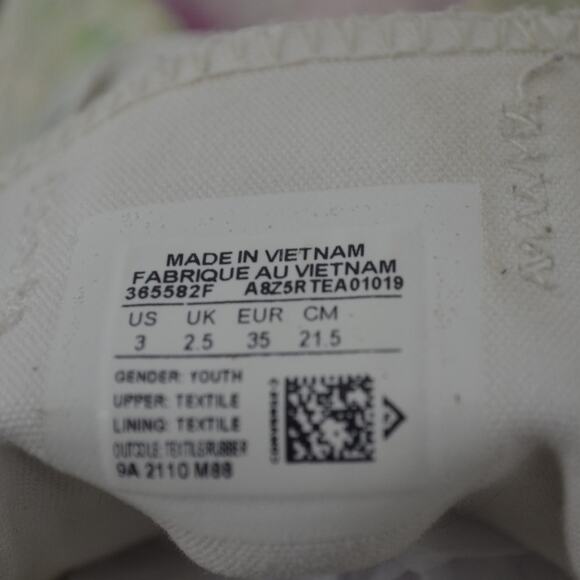 MADE IN VIETNAM
FABRIQUE AU VIETNAM
365582F A8Z5R TEA01019
US UK EUR CM
3 2.5 35 21.5
GENDER: YOUTH
UPPER: TEXTILE
LINING: TEXTILE
OUTSOLE: TEXTILE/RUBBER
9A 2110 M88
CONVERSE